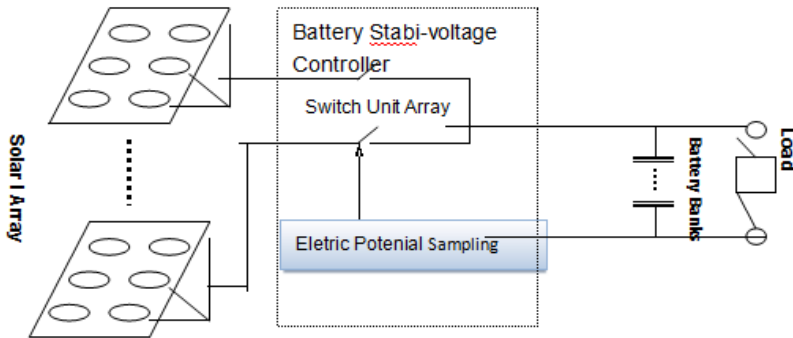 Battery Stabi-voltage
Controller
Switch Unit Array
Eletric Potenial Sampling
Solar l Array
Battery Banks
Load